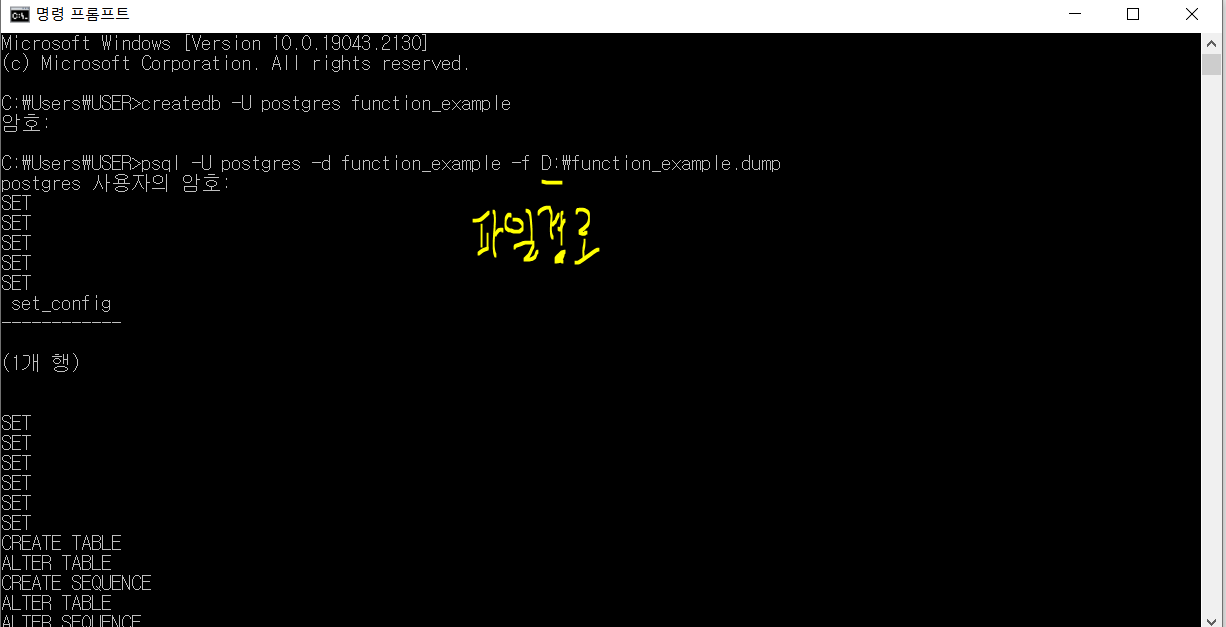 명령 프롬프트
Microsoft Windows [Version 10.0.19043.2130]
(c) Microsoft Corporation. All rights reserved.
C:₩Users₩USER>createdb -U postgres function_example
암호:
C:₩Users₩USER>psql -U postgres -d function_example -f D:₩function_example.dump
postgres 사용자의 암호:
SET
파일경로
SET
SET
SET
SET
set_config
------------
(1개 행)
SET
SET
SET
SET
SET
SET
CREATE TABLE
ALTER TABLE
CREATE SEQUENCE
ALTER TABLE
ALTER SEQUENCE